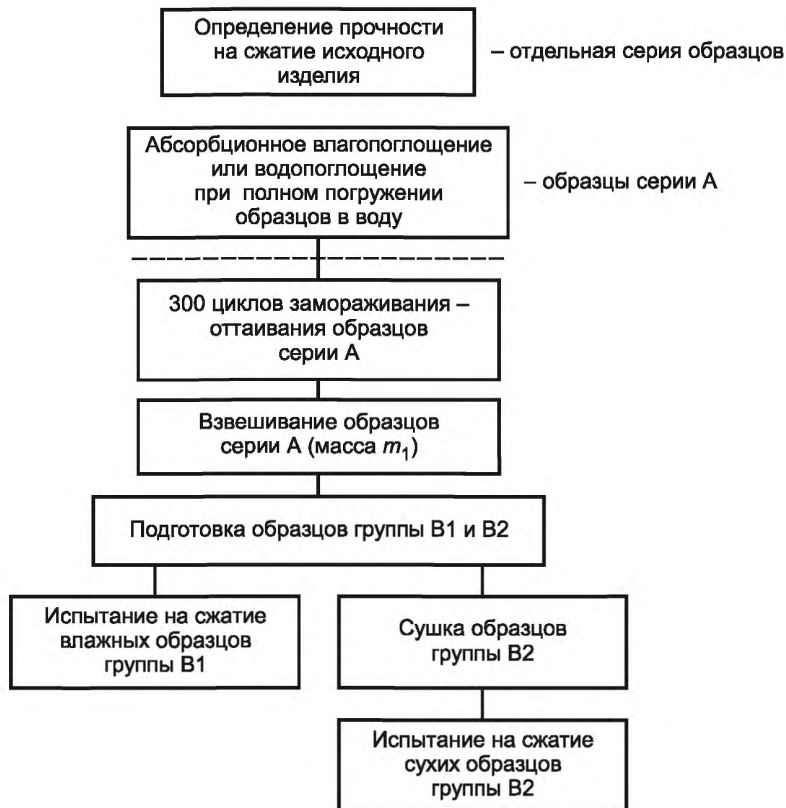 Определение прочности
на сжатие исходного
изделия
– отдельная серия образцов
Абсорбционное влагопоглощение
или водопоглощение
при полном погружении
образцов в воду
– образцы серии А
300 циклов замораживания –
оттаивания образцов
серии А
Взвешивание образцов
серии А (масса m1)
Подготовка образцов группы В1 и В2
Испытание на сжатие
влажных образцов
группы В1
Сушка образцов
группы В2
Испытание на сжатие
сухих образцов
группы В2